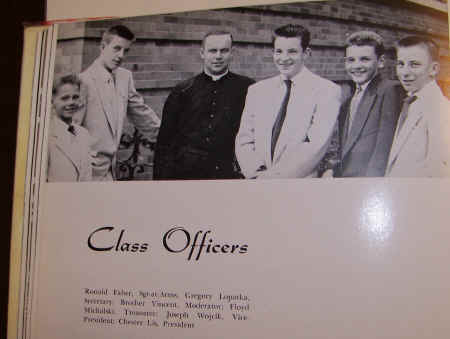 Class Officers
Ronald Faber, Sgt-at-Arms, Gregory Lopatka,
Secretary: Brother Vincent, Moderator: Floyd
Michalski, Treasurer: Joseph Wojcik, Vice-
President: Chester Lis, President